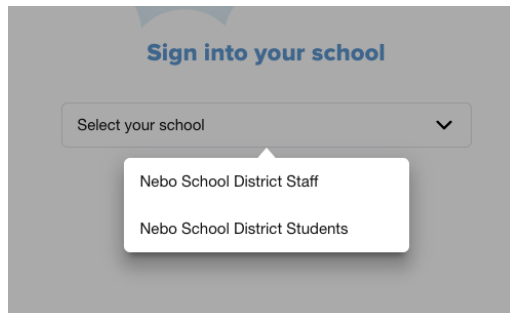 Sign into your school
Select your school
Nebo School District Staff
Nebo School District Students